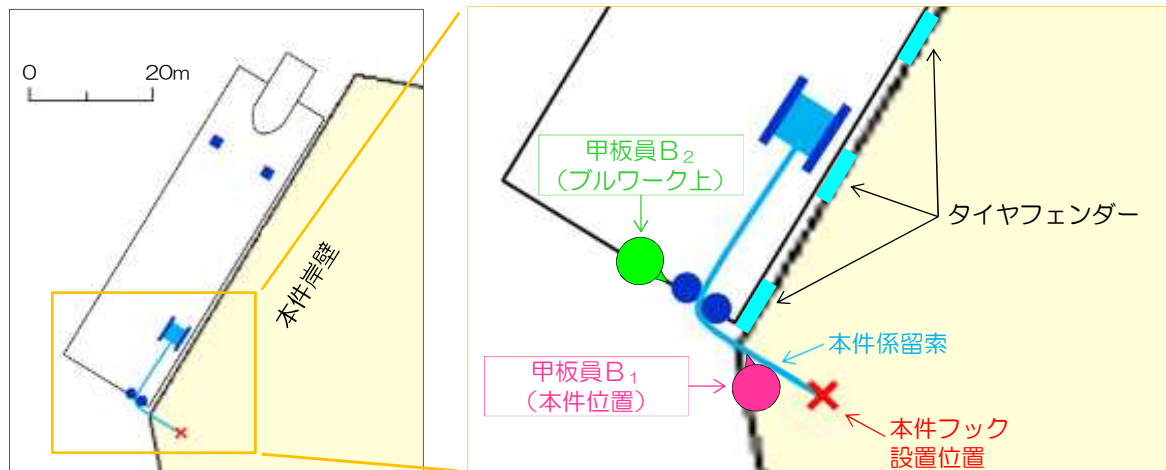 0 20m
本件岸壁
甲板員B₂
（ブルワーク上）
タイヤフェンダー
本件係留索
甲板員B₁
（本件位置）
本件フック
設置位置